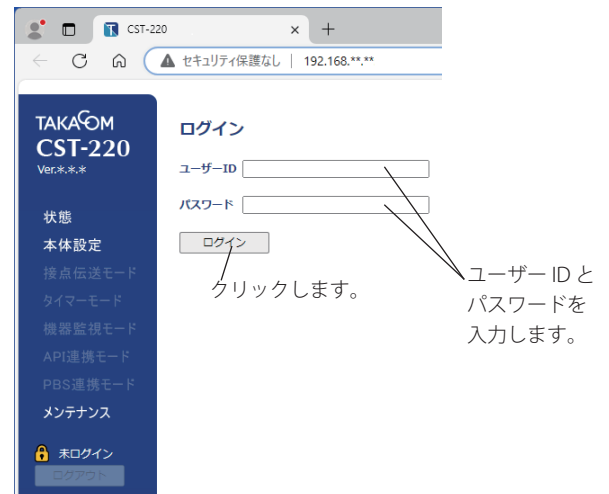 CST-220
セキュリティ保護なし | 192.168.**.**
TAKACOM
CST-220
Ver.*.*.*
状態
本体設定
接点伝送モード
タイマーモード
機器監視モード
API連携モード
PBS連携モード
メンテナンス
未ログイン
ログアウト
ログイン
ユーザーID
パスワード
ログイン
クリックします。
ユーザー ID と
パスワードを
入力します。